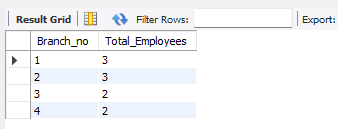 Result Grid Filter Rows: Export:
Branch_no Total_Employees
1 3
2 3
3 2
4 2